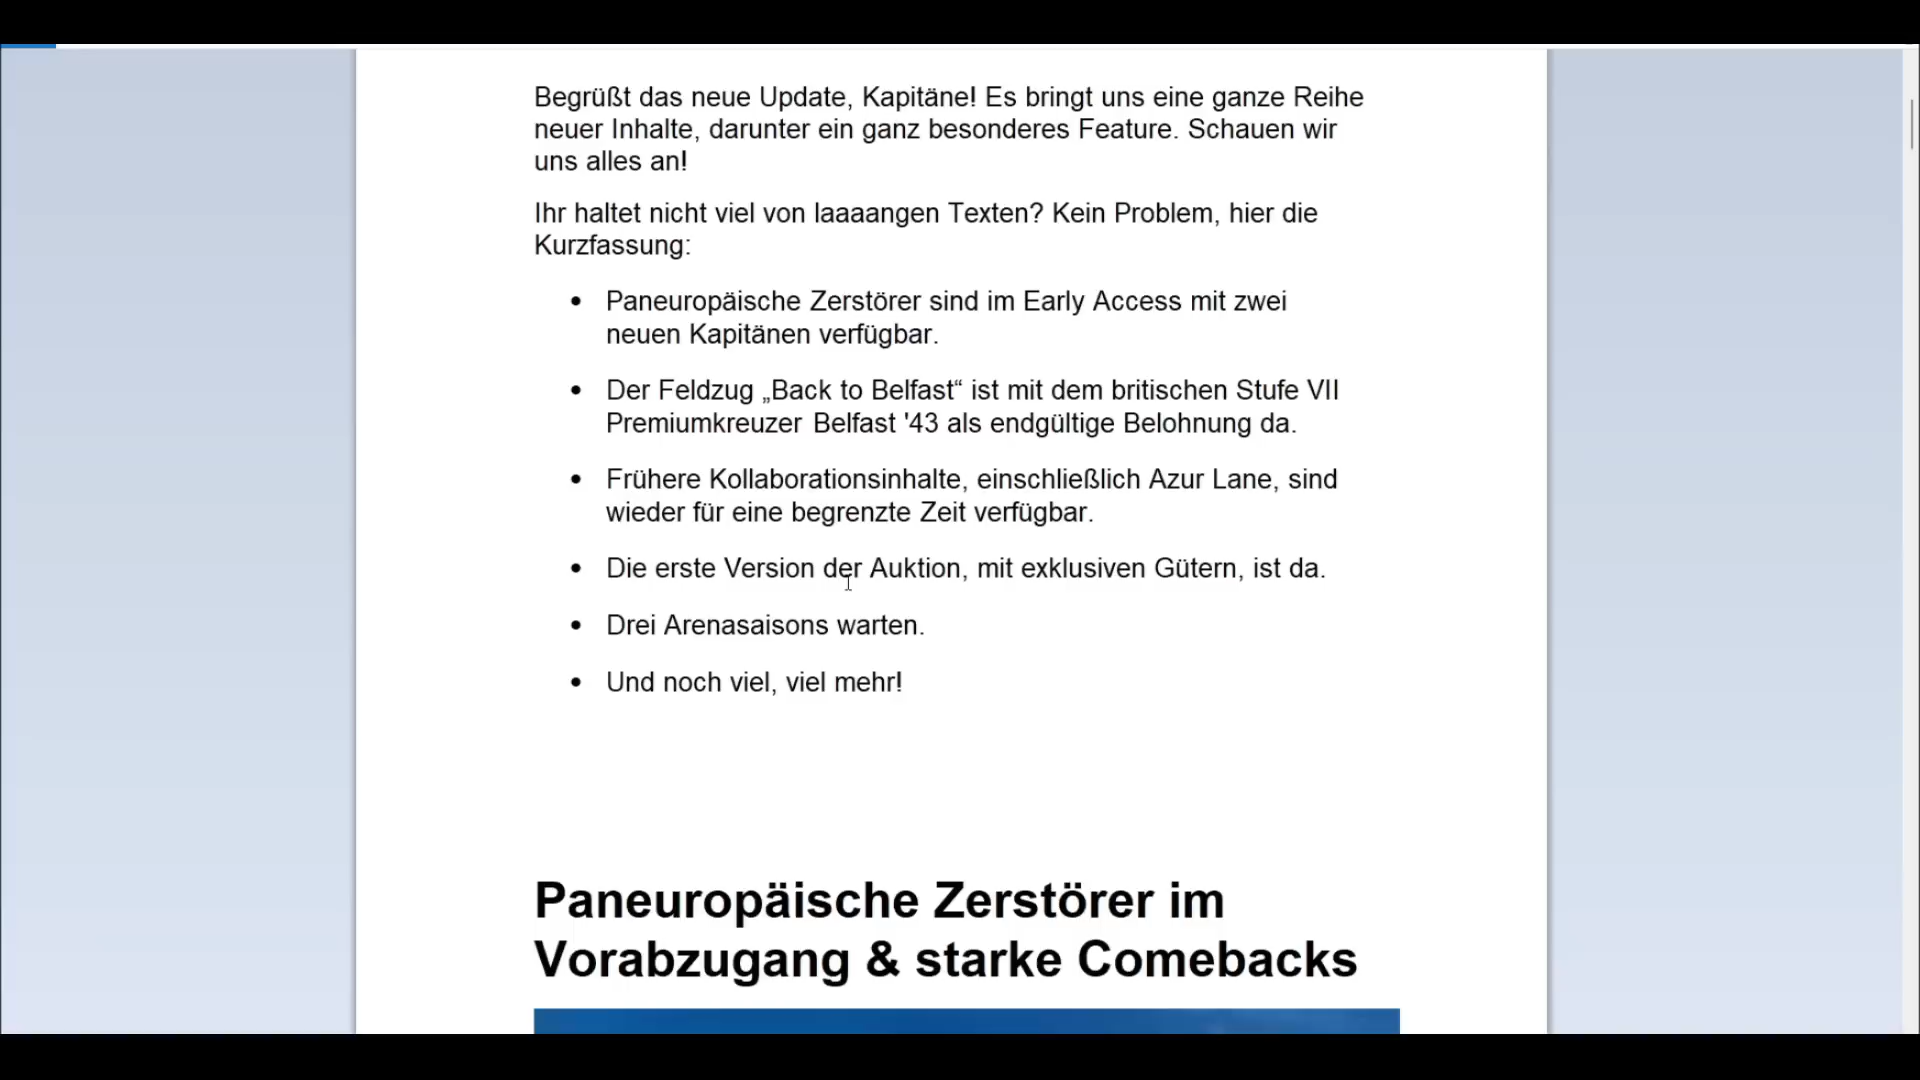 Begrüßt das neue Update, Kapitäne! Es bringt uns eine ganze Reihe
neuer Inhalte, darunter ein ganz besonderes Feature. Schauen wir
uns alles an!
Ihr haltet nicht viel von laaaangen Texten? Kein Problem, hier die
Kurzfassung:
• Paneuropäische Zerstörer sind im Early Access mit zwei
neuen Kapitänen verfügbar.
• Der Feldzug „Back to Belfast“ ist mit dem britischen Stufe VII
Premiumkreuzer Belfast '43 als endgültige Belohnung da.
• Frühere Kollaborationsinhalte, einschließlich Azur Lane, sind
wieder für eine begrenzte Zeit verfügbar.
• Die erste Version der Auktion, mit exklusiven Gütern, ist da.
• Drei Arenasaisons warten.
• Und noch viel, viel mehr!
Paneuropäische Zerstörer im
Vorabzugang & starke Comebacks